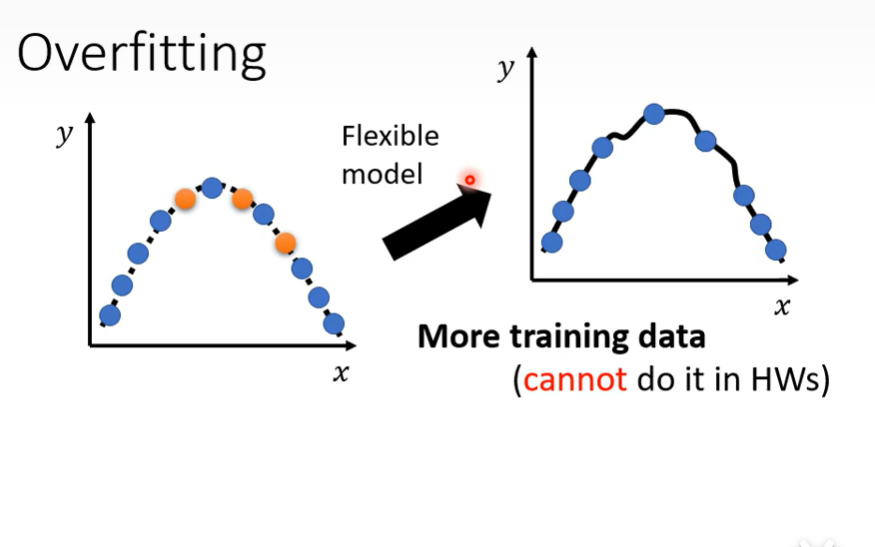 Overfitting
y
x
Flexible
model
y
x
More training data
(cannot do it in HWs)